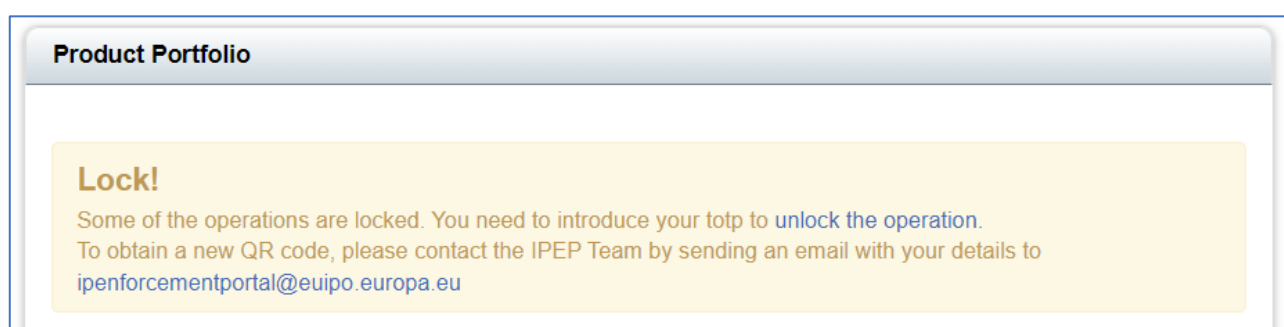 Product Portfolio
Lock!
Some of the operations are locked. You need to introduce your totp to unlock the operation.
To obtain a new QR code, please contact the IPEP Team by sending an email with your details to
ipenforcementportal@euipo.europa.eu